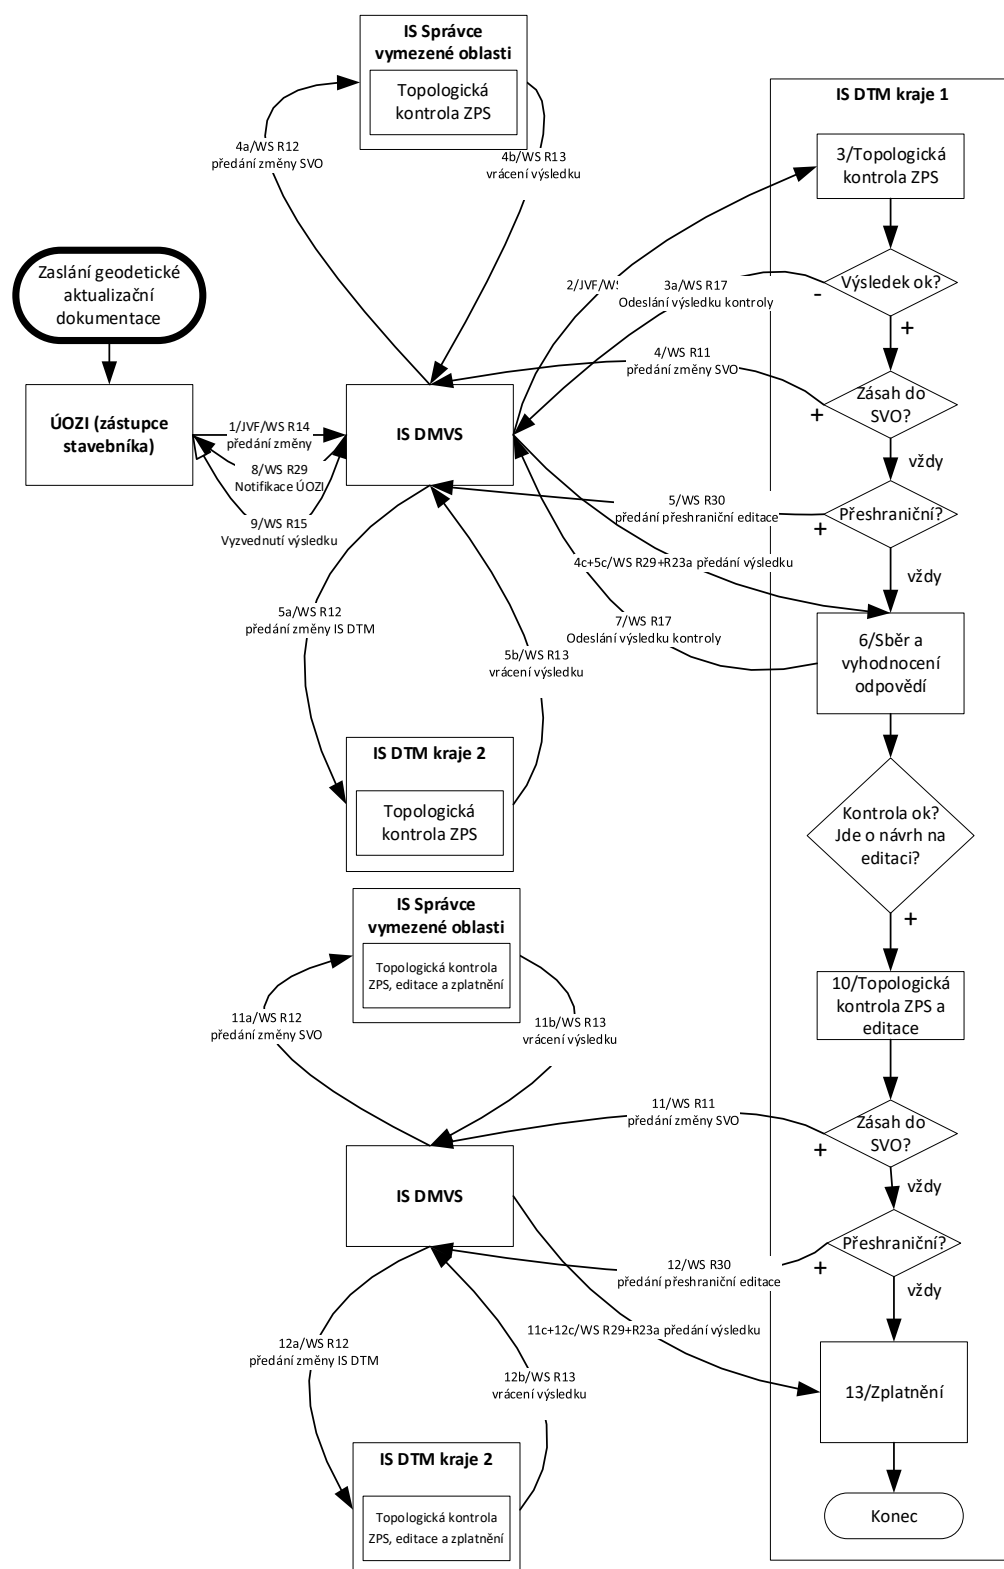 IS Správce
vymezené oblasti
Topologická
kontrola ZPS
IS DTM kraje 1
4a/WS R12
předání změny SVO
4b/WS R13
vrácení výsledku
3/Topologická
kontrola ZPS
Zaslání geodetické
aktualizační
dokumentace
2/JVF/WS
3a/WS R17
Odeslání výsledku kontroly
Výsledek ok?
-
+
4/WS R11
předání změny SVO
Zásah do
SVO?
+
vždy
ÚOZI (zástupce
stavebníka)
1/JVF/WS R14
předání změny
8/WS R29
Notifikace ÚOZI
9/WS R15
Vyzvednutí výsledku
IS DMVS
5/WS R30
předání přeshraniční editace
Přeshraniční?
+
vždy
4c+5c/WS R29+R23a předání výsledku
5a/WS R12
předání změny IS DTM
7/WS R17
Odeslání výsledku kontroly
5b/WS R13
vrácení výsledku
6/Sběr a
vyhodnocení
odpovědí
IS DTM kraje 2
Topologická
kontrola ZPS
Kontrola ok?
Jde o návrh na
editaci?
+
IS Správce
vymezené oblasti
Topologická kontrola
ZPS, editace a zplatnění
11a/WS R12
předání změny SVO
11b/WS R13
vrácení výsledku
10/Topologická
kontrola ZPS a
editace
11/WS R11
předání změny SVO
Zásah do
SVO?
+
vždy
IS DMVS
12/WS R30
předání přeshraniční editace
Přeshraniční?
+
vždy
11c+12c/WS R29+R23a předání výsledku
12a/WS R12
předání změny IS DTM
12b/WS R13
vrácení výsledku
13/Zplatnění
IS DTM kraje 2
Topologická kontrola
ZPS, editace a zplatnění
Konec